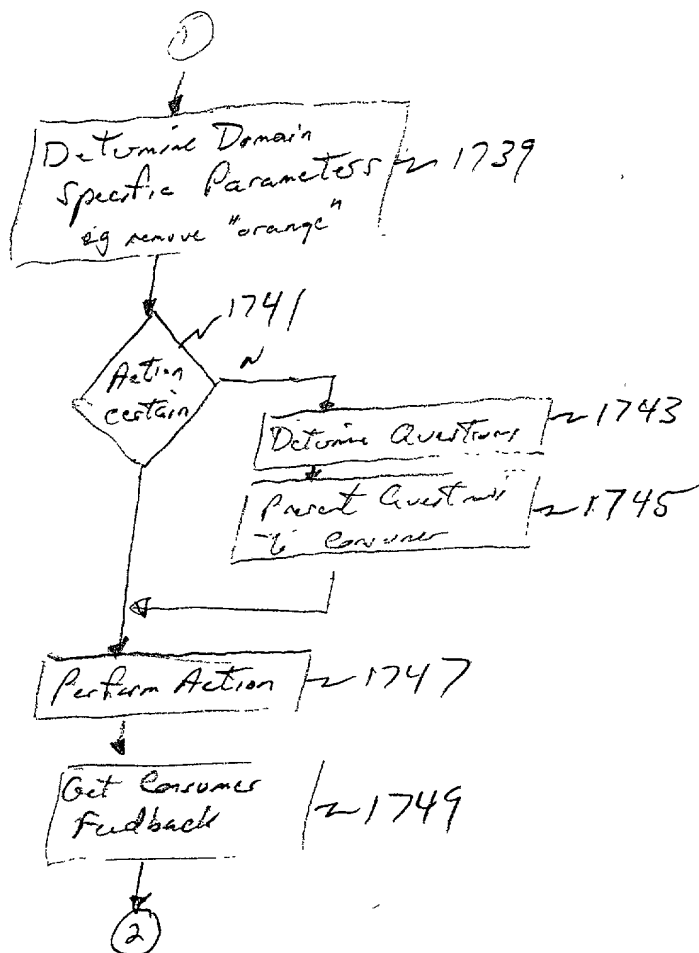 1
Determine Domain
Specific Parameters
eg remove "orange"
1739
1741
N
Action
certain
Determine Questions
1743
Present Questions
to Consumer
1745
Perform Action
1747
Get Consumer
Feedback
1749
2